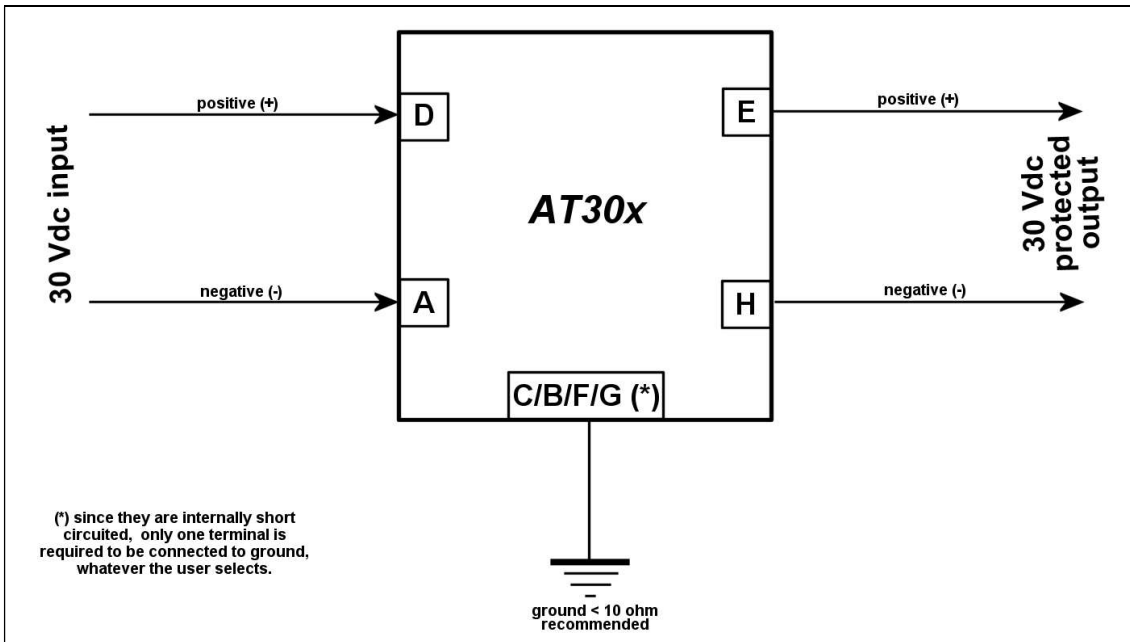 30 Vdc input
positive (+)
negative (-)
D
A
AT30x
E
H
C/B/F/G (*)
positive (+)
negative (-)
30 Vdc
protected
output
(*) since they are internally short
circuited, only one terminal is
required to be connected to ground,
whatever the user selects.
ground < 10 ohm
recommended